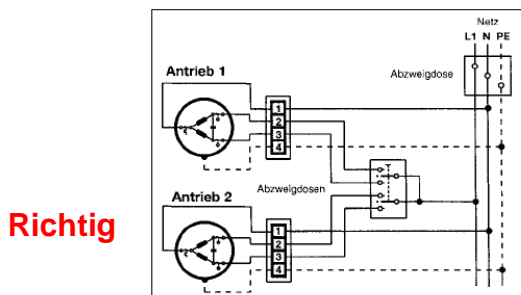 Netz
L1 N PE
Abzweigdose
Antrieb 1
1
2
3
4
Abzweigdosen
Antrieb 2
1
2
3
4
Richtig